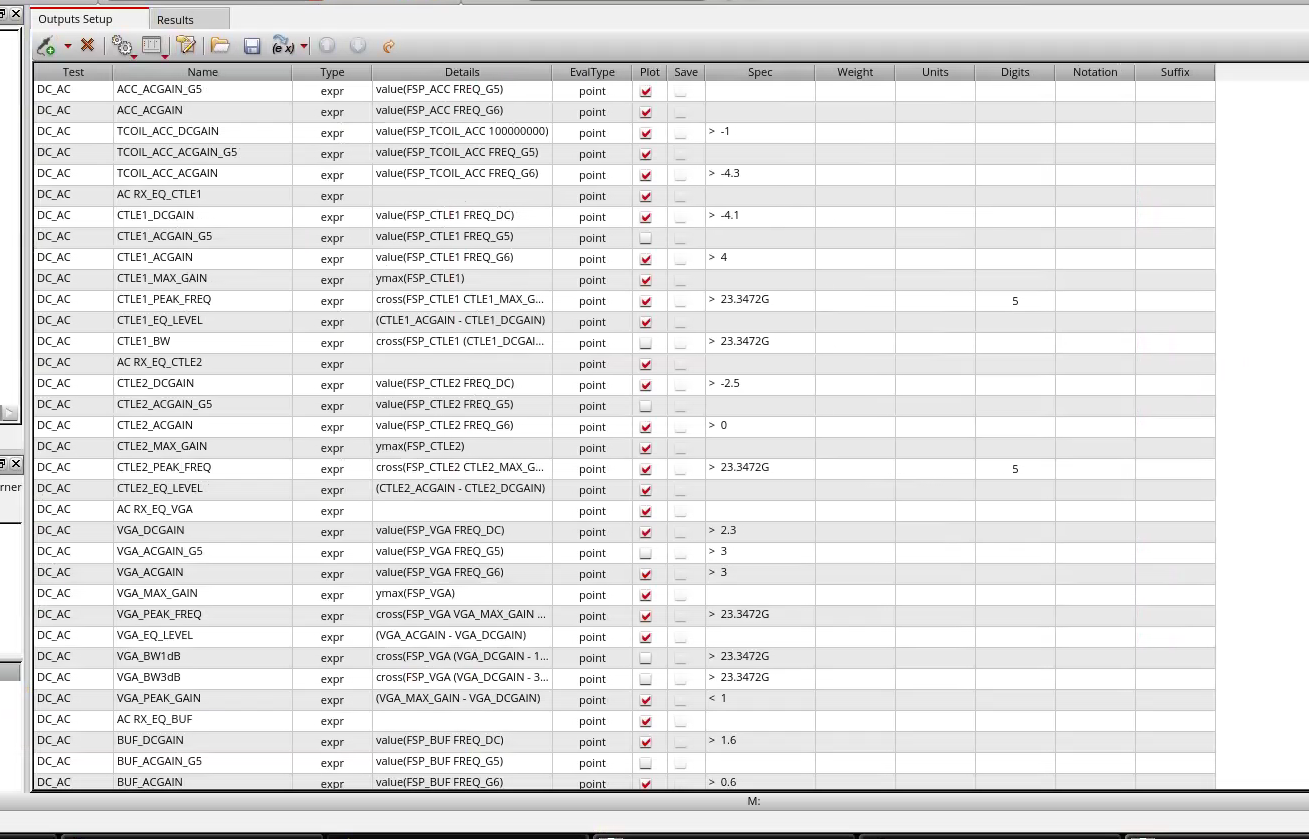 Outputs Setup Results
(e x)
Test Name Type Details EvalType Plot Save Spec Weight Units Digits Notation Suffix
DC_AC ACC_ACGAIN_G5 expr value(FSP_ACC FREQ_G5) point
DC_AC ACC_ACGAIN expr value(FSP_ACC FREQ_G6) point
DC_AC TCOIL_ACC_DCGAIN expr value(FSP_TCOIL_ACC 100000000) point > -1
DC_AC TCOIL_ACC_ACGAIN_G5 expr value(FSP_TCOIL_ACC FREQ_G5) point
DC_AC TCOIL_ACC_ACGAIN expr value(FSP_TCOIL_ACC FREQ_G6) point > -4.3
DC_AC AC RX_EQ_CTLE1 expr point
DC_AC CTLE1_DCGAIN expr value(FSP_CTLE1 FREQ_DC) point > -4.1
DC_AC CTLE1_ACGAIN_G5 expr value(FSP_CTLE1 FREQ_G5) point
DC_AC CTLE1_ACGAIN expr value(FSP_CTLE1 FREQ_G6) point > 4
DC_AC CTLE1_MAX_GAIN expr ymax(FSP_CTLE1) point
DC_AC CTLE1_PEAK_FREQ expr cross(FSP_CTLE1 CTLE1_MAX_G... point > 23.3472G 5
DC_AC CTLE1_EQ_LEVEL expr (CTLE1_ACGAIN - CTLE1_DCGAIN) point
DC_AC CTLE1_BW expr cross(FSP_CTLE1 (CTLE1_DCGAI... point > 23.3472G
DC_AC AC RX_EQ_CTLE2 expr point
DC_AC CTLE2_DCGAIN expr value(FSP_CTLE2 FREQ_DC) point > -2.5
DC_AC CTLE2_ACGAIN_G5 expr value(FSP_CTLE2 FREQ_G5) point
DC_AC CTLE2_ACGAIN expr value(FSP_CTLE2 FREQ_G6) point > 0
DC_AC CTLE2_MAX_GAIN expr ymax(FSP_CTLE2) point
DC_AC CTLE2_PEAK_FREQ expr cross(FSP_CTLE2 CTLE2_MAX_G... point > 23.3472G 5
DC_AC CTLE2_EQ_LEVEL expr (CTLE2_ACGAIN - CTLE2_DCGAIN) point
rner
DC_AC AC RX_EQ_VGA expr point
DC_AC VGA_DCGAIN expr value(FSP_VGA FREQ_DC) point > 2.3
DC_AC VGA_ACGAIN_G5 expr value(FSP_VGA FREQ_G5) point > 3
DC_AC VGA_ACGAIN expr value(FSP_VGA FREQ_G6) point > 3
DC_AC VGA_MAX_GAIN expr ymax(FSP_VGA) point
DC_AC VGA_PEAK_FREQ expr cross(FSP_VGA VGA_MAX_GAIN ... point > 23.3472G
DC_AC VGA_EQ_LEVEL expr (VGA_ACGAIN - VGA_DCGAIN) point
DC_AC VGA_BW1dB expr cross(FSP_VGA (VGA_DCGAIN - 1... point > 23.3472G
DC_AC VGA_BW3dB expr cross(FSP_VGA (VGA_DCGAIN - 3... point > 23.3472G
DC_AC VGA_PEAK_GAIN expr (VGA_MAX_GAIN - VGA_DCGAIN) point < 1
DC_AC AC RX_EQ_BUF expr point
DC_AC BUF_DCGAIN expr value(FSP_BUF FREQ_DC) point > 1.6
DC_AC BUF_ACGAIN_G5 expr value(FSP_BUF FREQ_G5) point
DC_AC BUF_ACGAIN expr value(FSP_BUF FREQ_G6) point > 0.6
M: